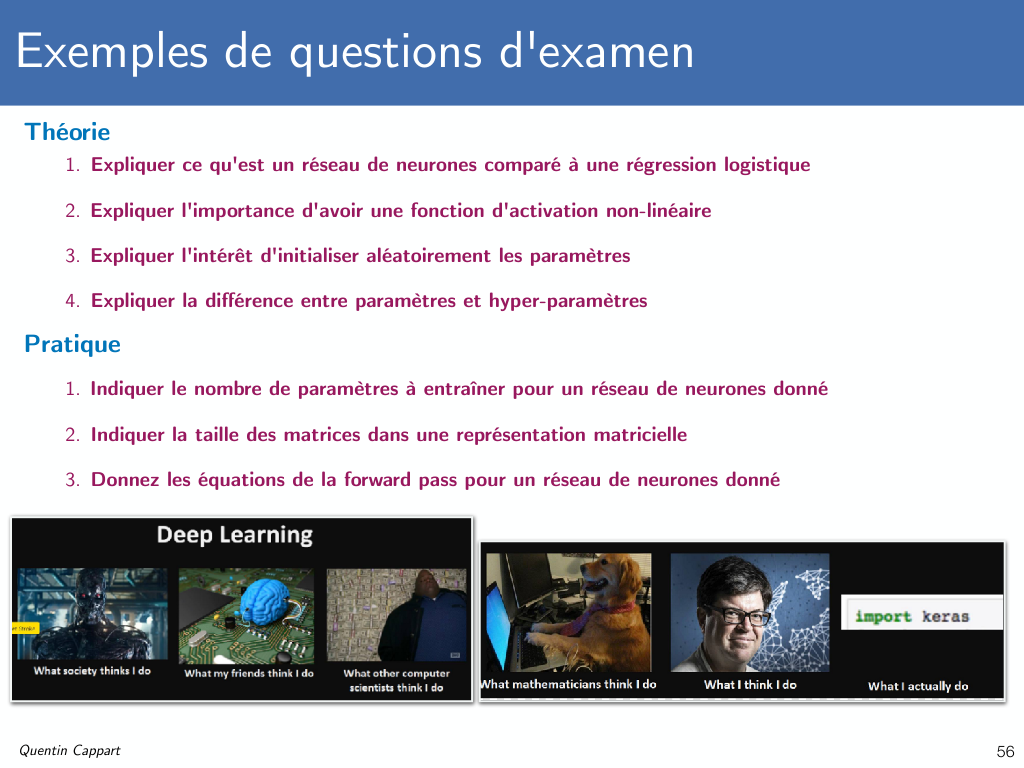 Exemples de questions d'examen
Théorie
1. Expliquer ce qu'est un réseau de neurones comparé à une régression logistique
2. Expliquer l'importance d'avoir une fonction d'activation non-linéaire
3. Expliquer l'intérêt d'initialiser aléatoirement les paramètres
4. Expliquer la différence entre paramètres et hyper-paramètres
Pratique
1. Indiquer le nombre de paramètres à entraîner pour un réseau de neurones donné
2. Indiquer la taille des matrices dans une représentation matricielle
3. Donnez les équations de la forward pass pour un réseau de neurones donné
Deep Learning
What society thinks I do
What my friends think I do
What other computer
scientists think I do
What mathematicians think I do
What I think I do
import keras
What I actually do
Quentin Cappart
56